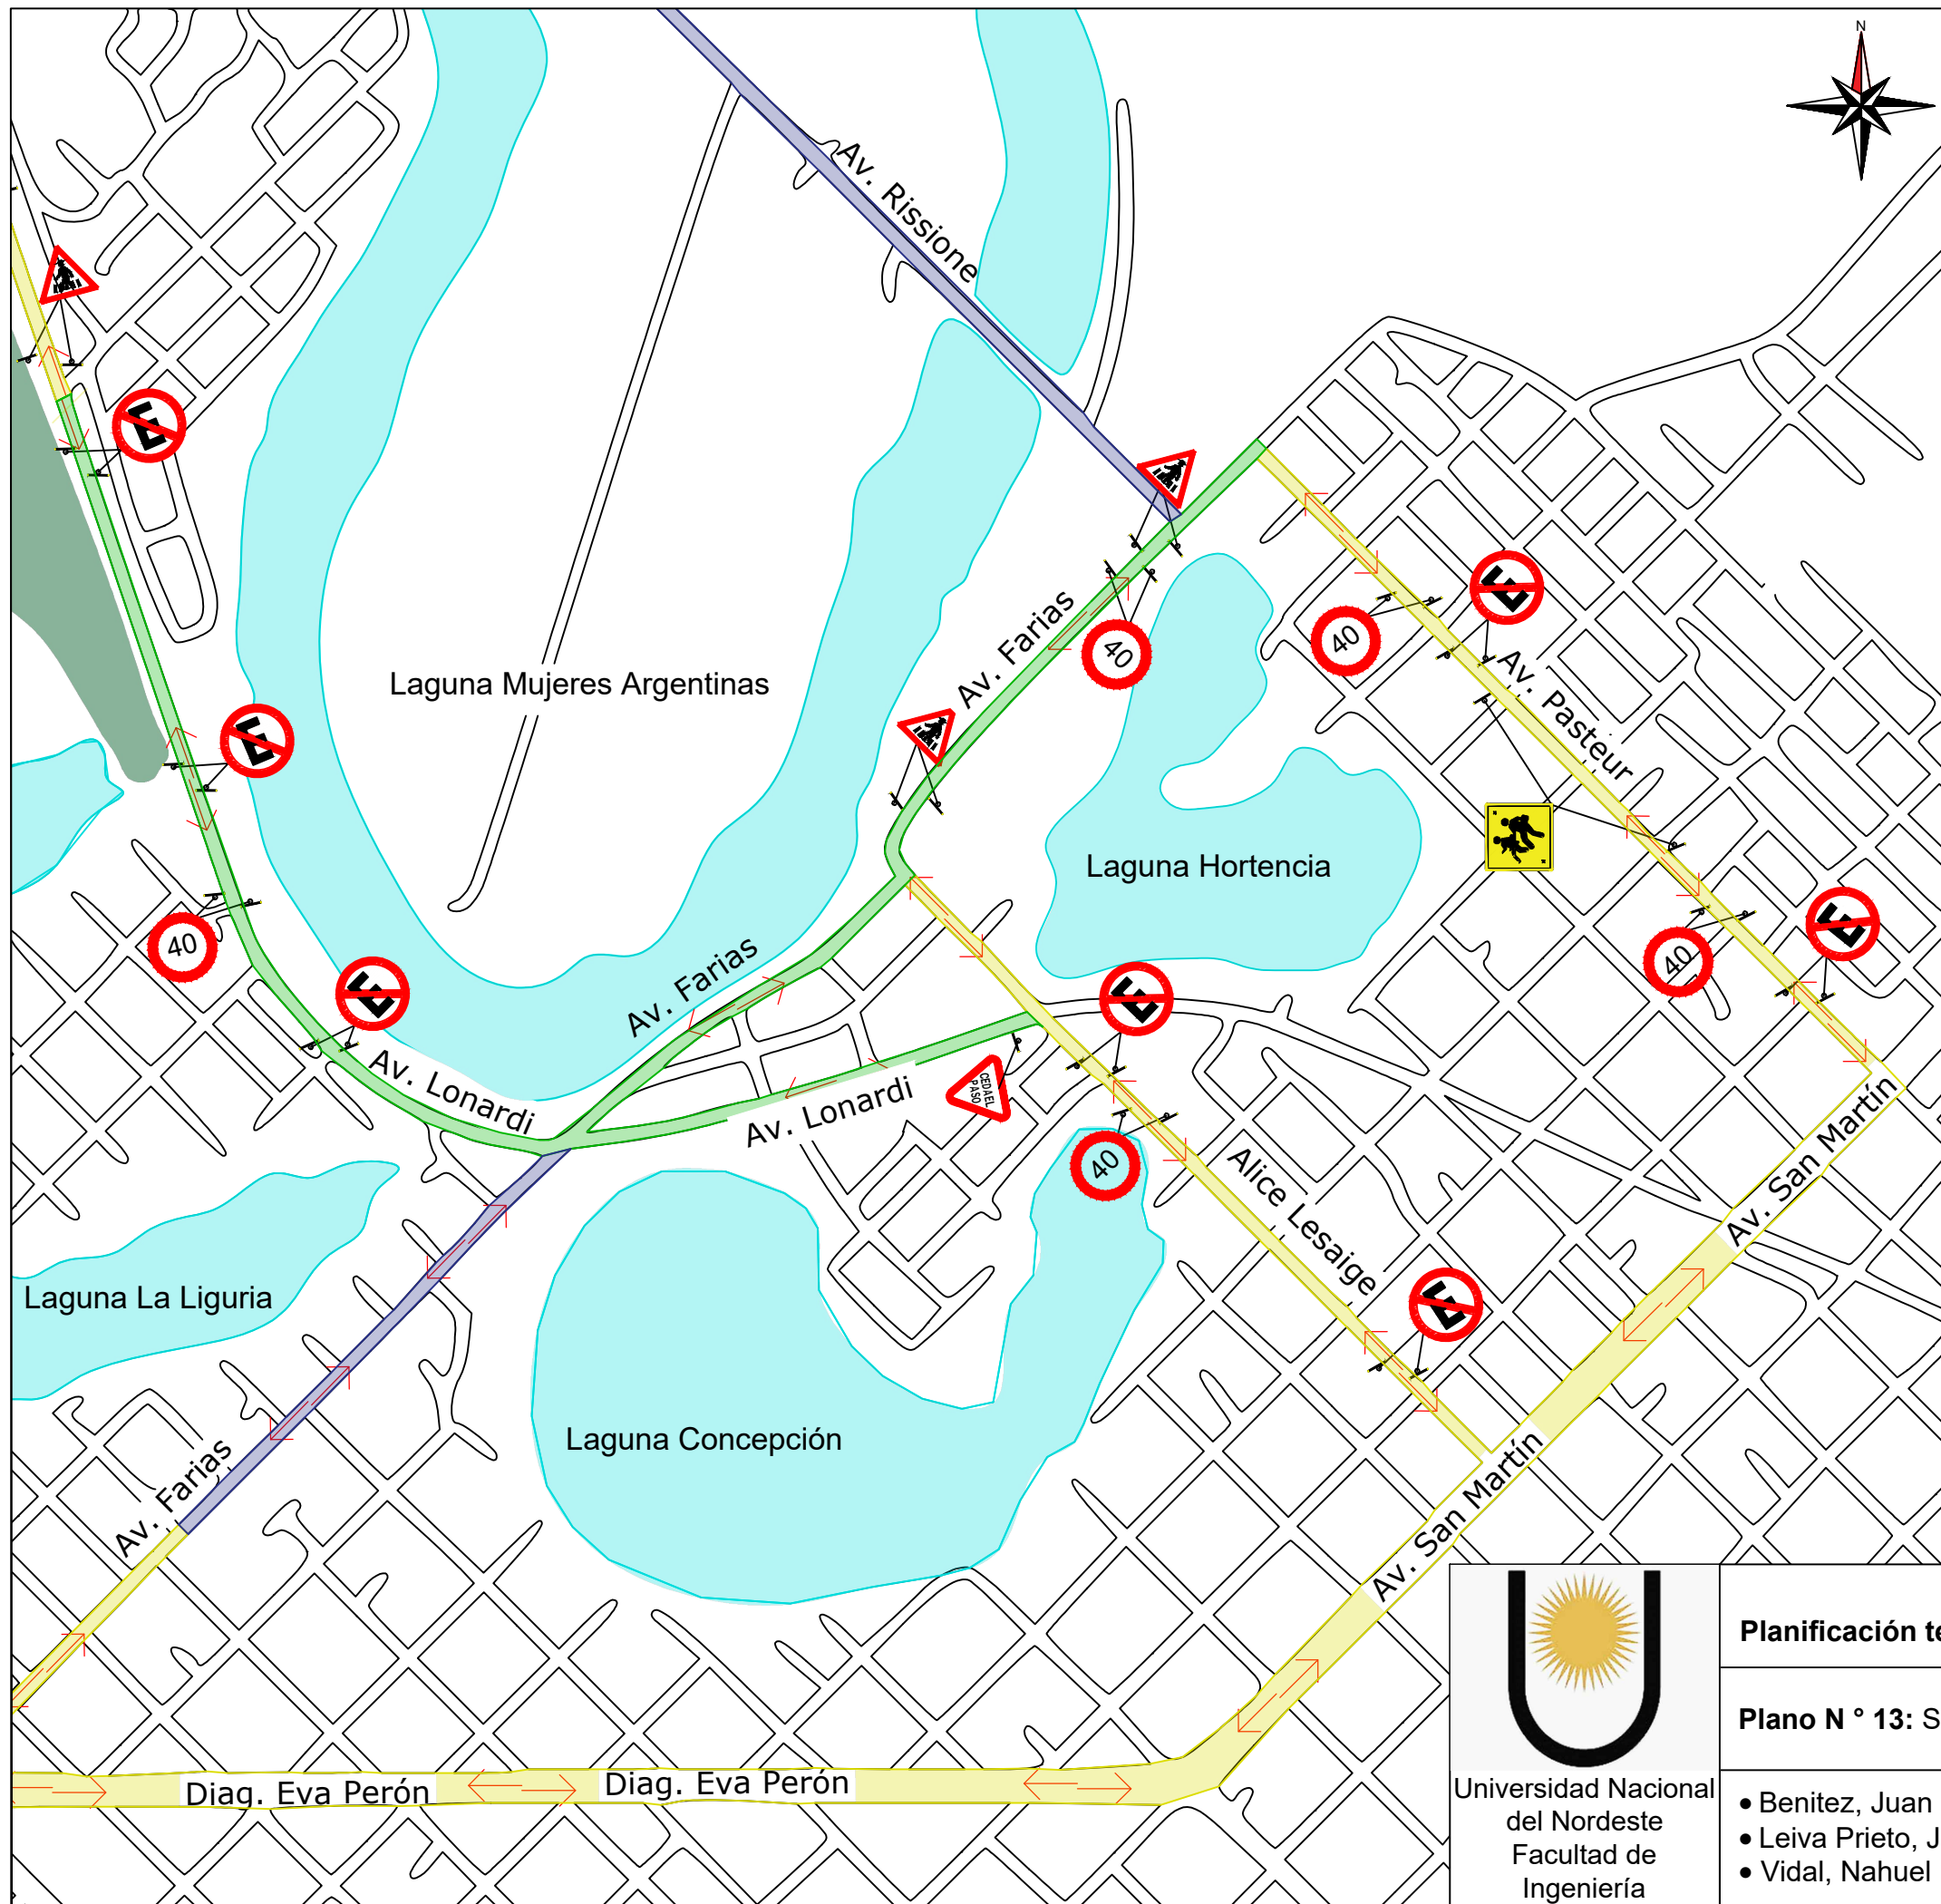 N
Av. Rissione
E
E
Av. Farias
40
40
E
Av. Pasteur
Laguna Mujeres Argentinas
E
Laguna Hortencia
E
40
40
Av. Farias
E
E
Av. Lonardi
Av. Lonardi
CEDA EL
PASO
40
Alice Lesaige
Av. San Martín
Laguna La Liguria
E
Laguna Concepción
Av. Farias
Av. San Martín
Diag. Eva Perón
Diag. Eva Perón
Universidad Nacional
del Nordeste
Facultad de
Ingeniería
Planificación te
Plano N ° 13: S
• Benitez, Juan
• Leiva Prieto, J
• Vidal, Nahuel